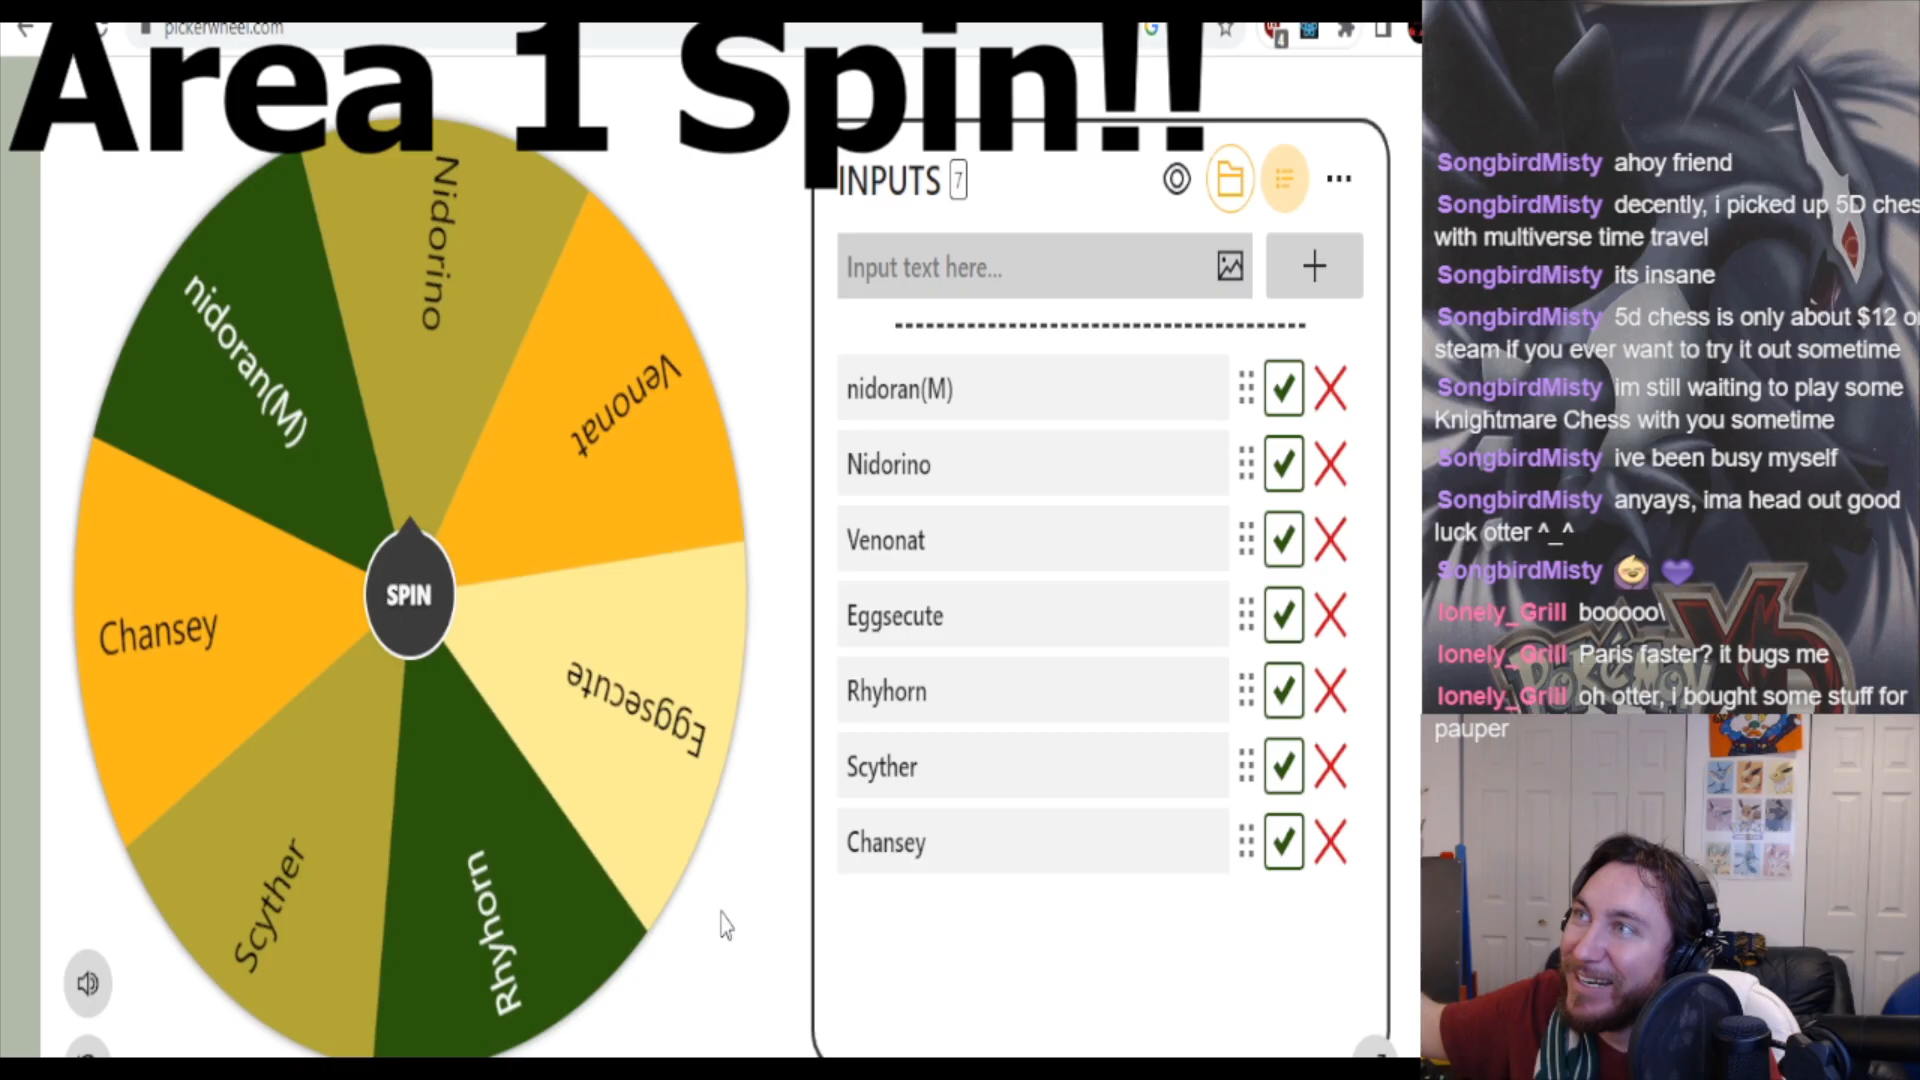 pickerwheel.com
Area 1 Spin!!
Nidorino
nidoran(M)
Venonat
Chansey
SPIN
Eggsecute
Scyther
Rhyhorn
INPUTS 7
Input text here...
+
nidoran(M)
Nidorino
Venonat
Eggsecute
Rhyhorn
Scyther
Chansey
4
SongbirdMisty ahoy friend
SongbirdMisty decently, i picked up 5D ches
with multiverse time travel
SongbirdMisty its insane
SongbirdMisty 5d chess is only about $12 o
steam if you ever want to try it out sometime
SongbirdMisty im still waiting to play some
Knightmare Chess with you sometime
SongbirdMisty ive been busy myself
SongbirdMisty anyays, ima head out good
luck otter ^_^
SongbirdMisty
lonely_Grill booooo\
lonely_Grill Paris faster? it bugs me
lonely_Grill oh otter, i bought some stuff for
pauper
POKéMON
XD